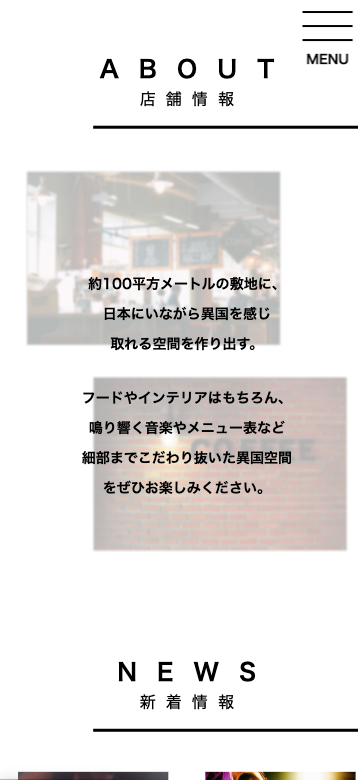 MENU
ABOUT
店舗情報
約100平方メートルの敷地に、
日本にいながら異国を感じ
取れる空間を作り出す。
フードやインテリアはもちろん、
鳴り響く音楽やメニュー表など
細部までこだわり抜いた異国空間
をぜひお楽しみください。
COFFEE
NEWS
新着情報